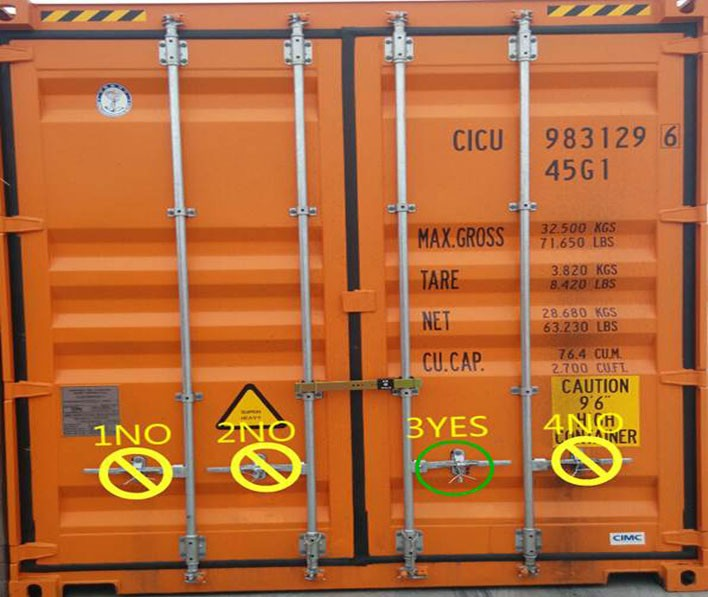 CICU 983129 6
45G1
MAX.GROSS 32.500 KGS
71.650 LBS
TARE 3.820 KGS
8.420 LBS
NET 28.680 KGS
63.230 LBS
CU.CAP. 76.4 CU.M.
2.700 CU.FT.
CAUTION
9'6"
HIGH
CONTAINER
SUPER
HEAVY
1NO
2NO
3YES
4NO
CIMC